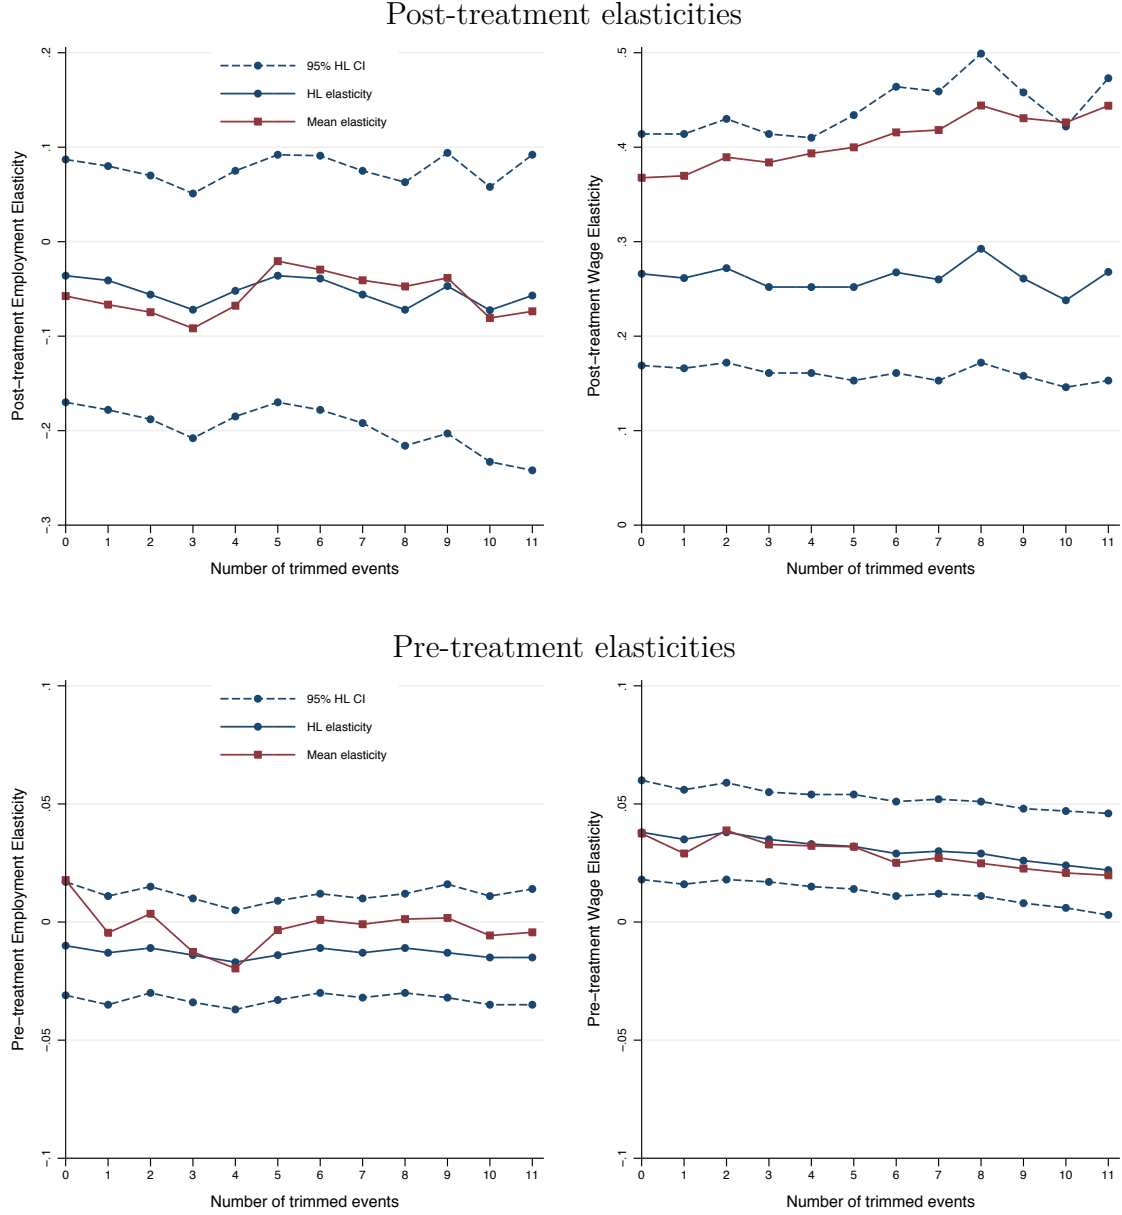 Post-treatment elasticities
95% HL CI
HL elasticity
Mean elasticity
Post−treatment Employment Elasticity
.2
.1
0
−.1
−.2
−.3
0 1 2 3 4 5 6 7 8 9 10 11
Number of trimmed events
Post−treatment Wage Elasticity
.5
.4
.3
.2
.1
0
0 1 2 3 4 5 6 7 8 9 10 11
Number of trimmed events
Pre-treatment elasticities
95% HL CI
HL elasticity
Mean elasticity
Pre−treatment Employment Elasticity
.1
.05
0
−.05
−.1
0 1 2 3 4 5 6 7 8 9 10 11
Number of trimmed events
Pre−treatment Wage Elasticity
.1
.05
0
−.05
−.1
0 1 2 3 4 5 6 7 8 9 10 11
Number of trimmed events